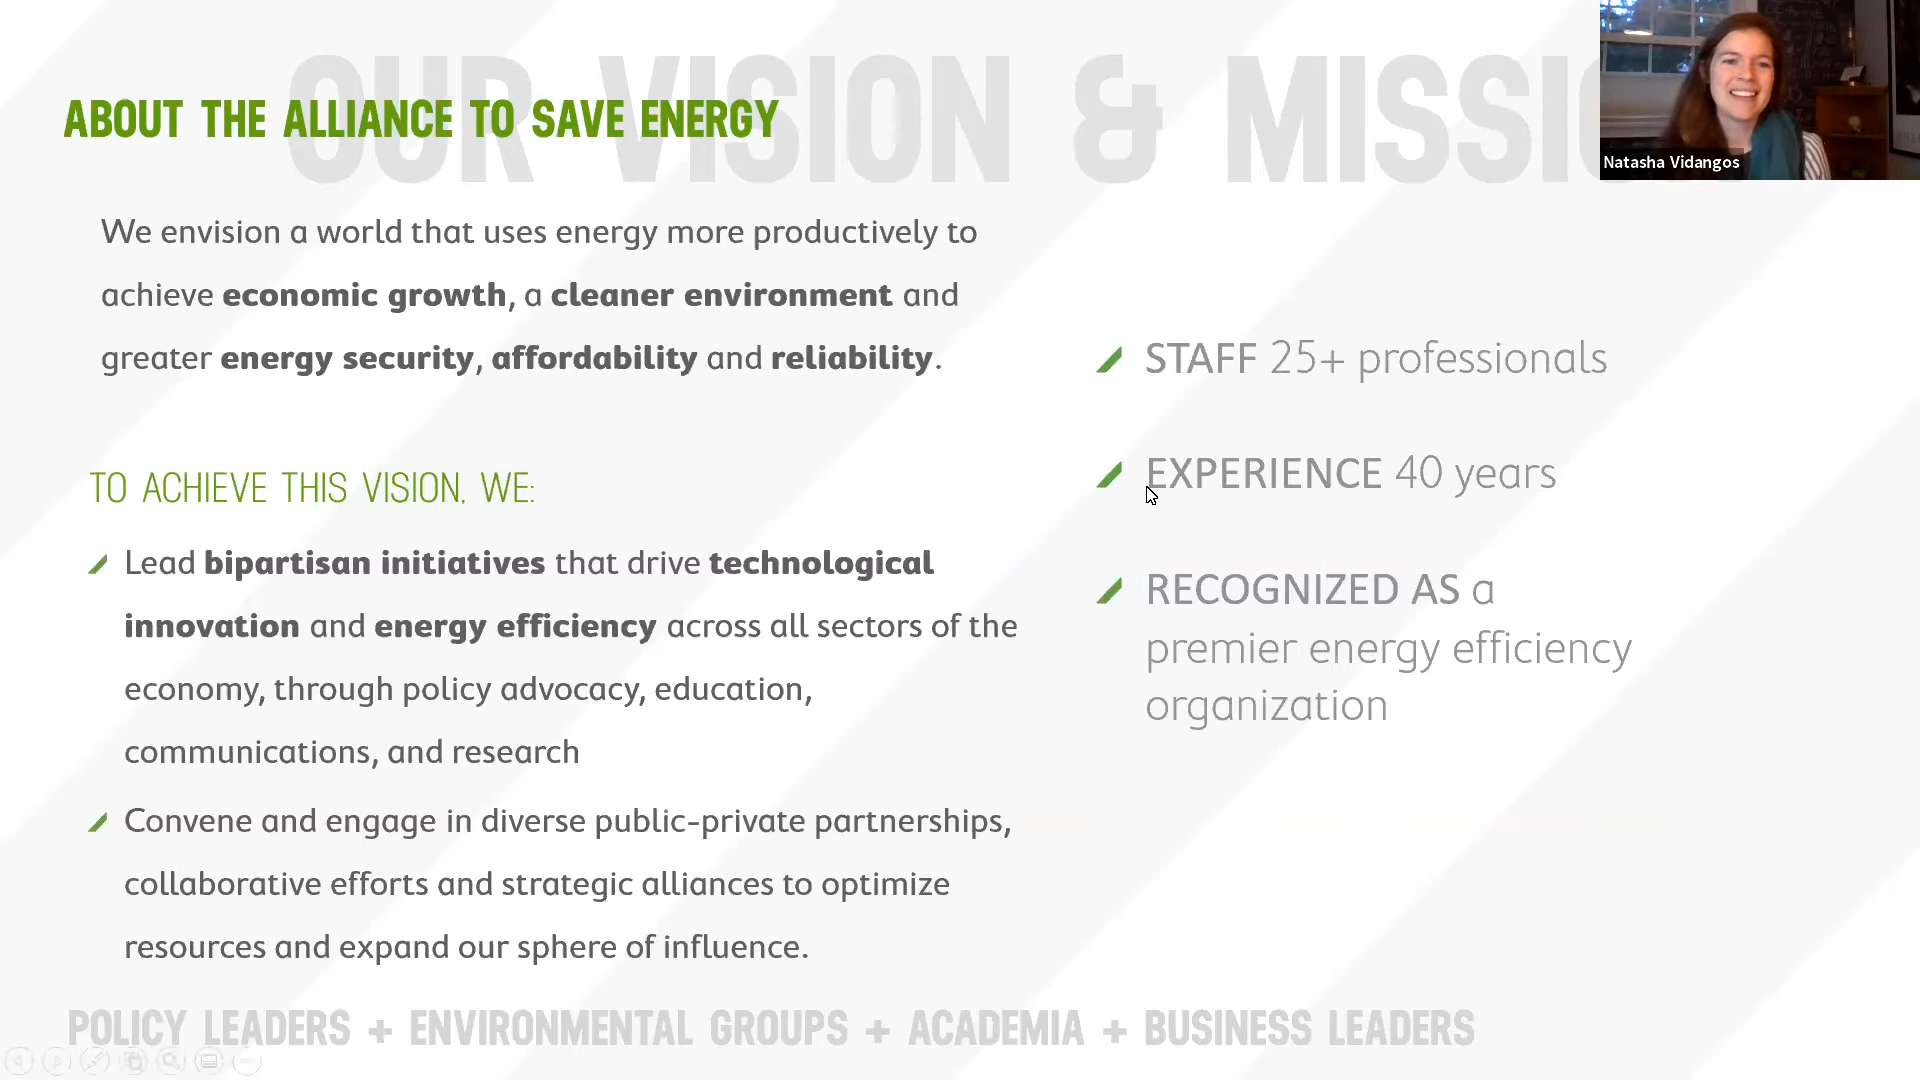 OUR VISION & MISSIO
ABOUT THE ALLIANCE TO SAVE ENERGY
Natasha Vidangos
We envision a world that uses energy more productively to
achieve economic growth, a cleaner environment and
greater energy security, affordability and reliability.
TO ACHIEVE THIS VISION, WE:
Lead bipartisan initiatives that drive technological
innovation and energy efficiency across all sectors of the
economy, through policy advocacy, education,
communications, and research
Convene and engage in diverse public-private partnerships,
collaborative efforts and strategic alliances to optimize
resources and expand our sphere of influence.
STAFF 25+ professionals
EXPERIENCE 40 years
RECOGNIZED AS a
premier energy efficiency
organization
POLICY LEADERS + ENVIRONMENTAL GROUPS + ACADEMIA + BUSINESS LEADERS